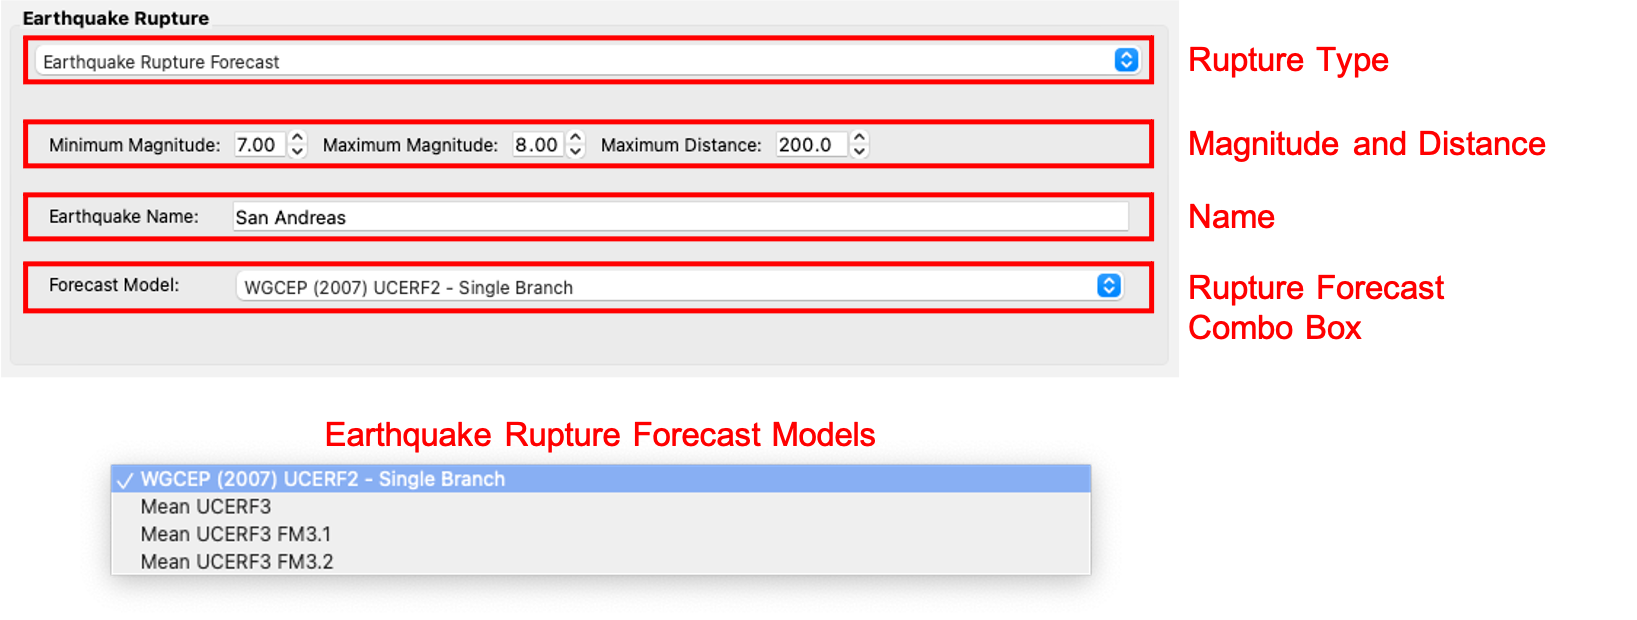 Earthquake Rupture
Earthquake Rupture Forecast
Rupture Type
Minimum Magnitude: 7.00 Maximum Magnitude: 8.00 Maximum Distance: 200.0
Magnitude and Distance
Earthquake Name: San Andreas
Name
Forecast Model: WGCEP (2007) UCERF2 - Single Branch
Rupture Forecast
Combo Box
Earthquake Rupture Forecast Models
✓ WGCEP (2007) UCERF2 - Single Branch
Mean UCERF3
Mean UCERF3 FM3.1
Mean UCERF3 FM3.2